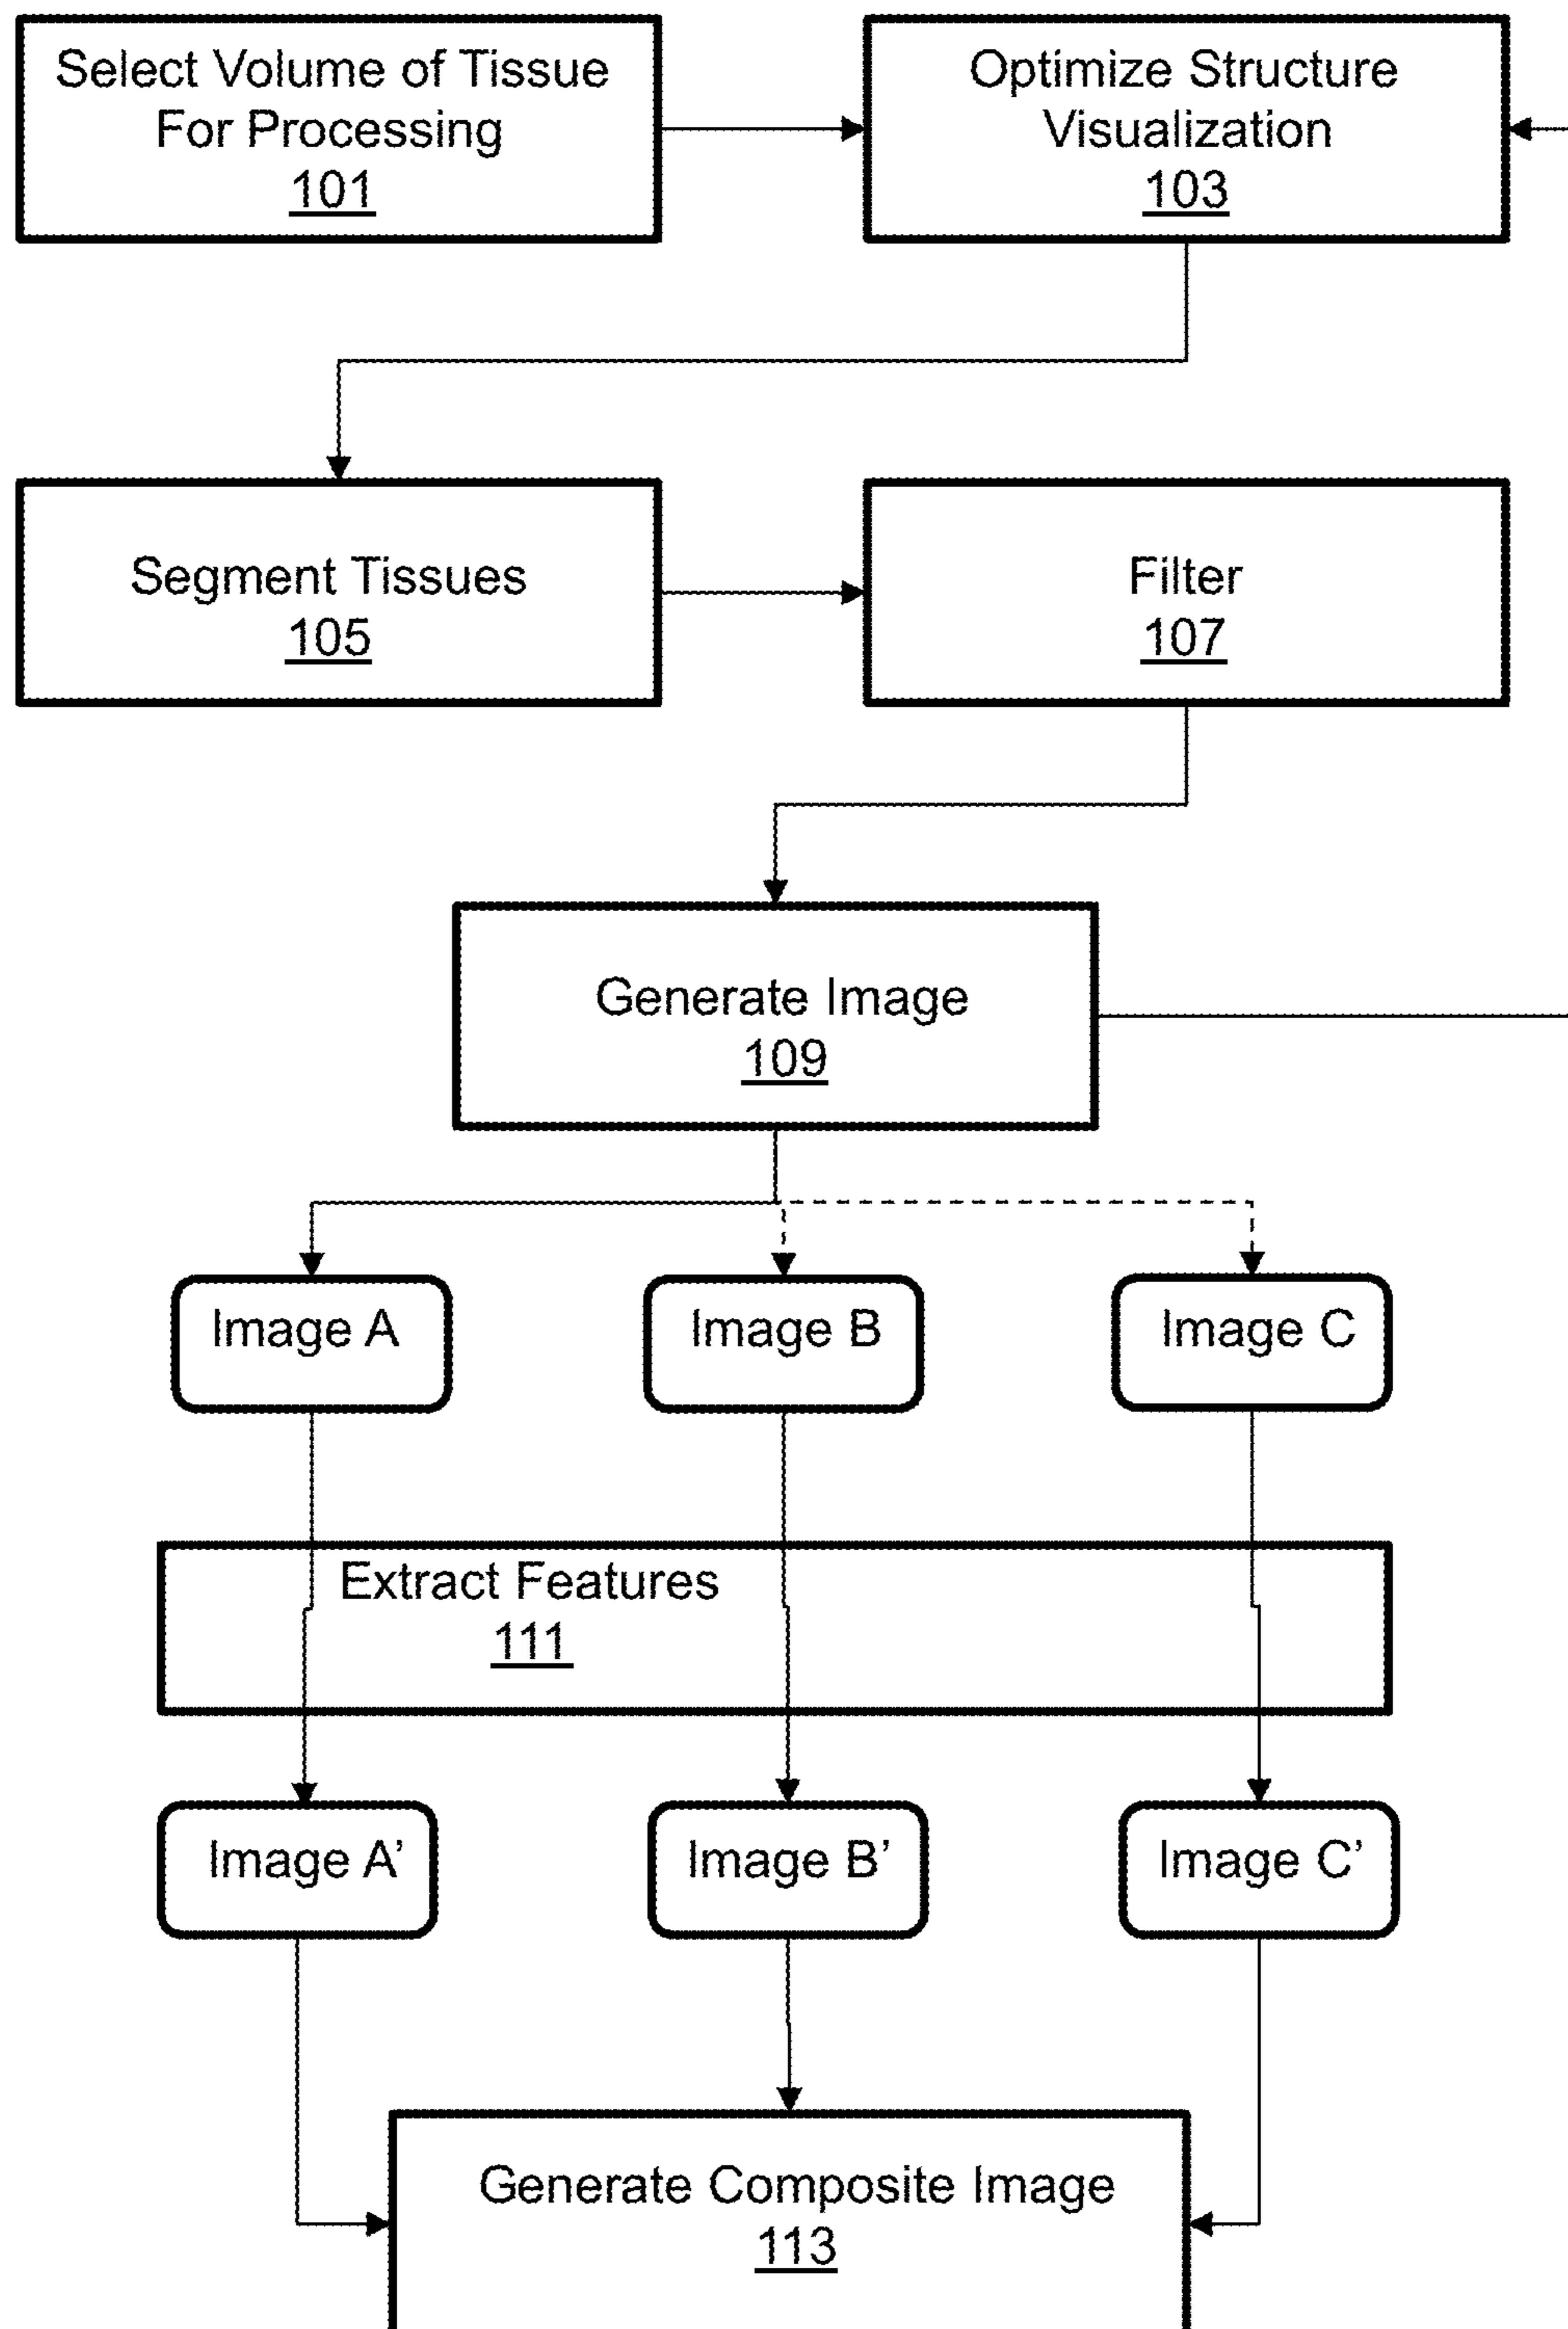 Select Volume of Tissue
For Processing
101
Optimize Structure
Visualization
103
Segment Tissues
105
Filter
107
Generate Image
109
Image A
Image B
Image C
Extract Features
111
Image A’
Image B’
Image C’
Generate Composite Image
113